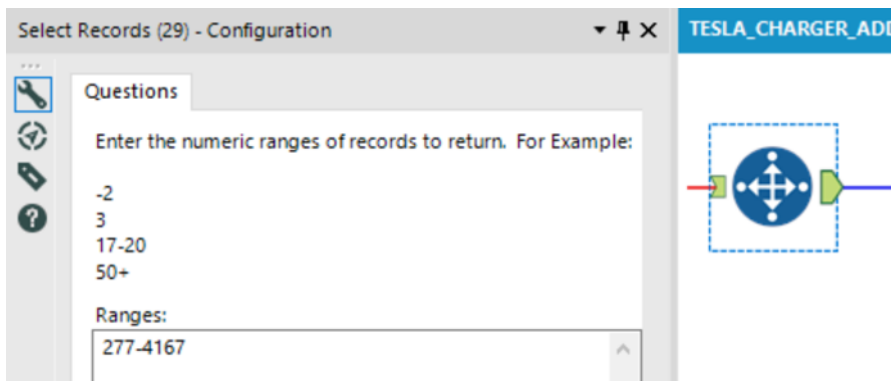 Select Records (29) - Configuration
TESLA_CHARGER_ADD
Questions
Enter the numeric ranges of records to return. For Example:
-2
3
17-20
50+
Ranges:
277-4167